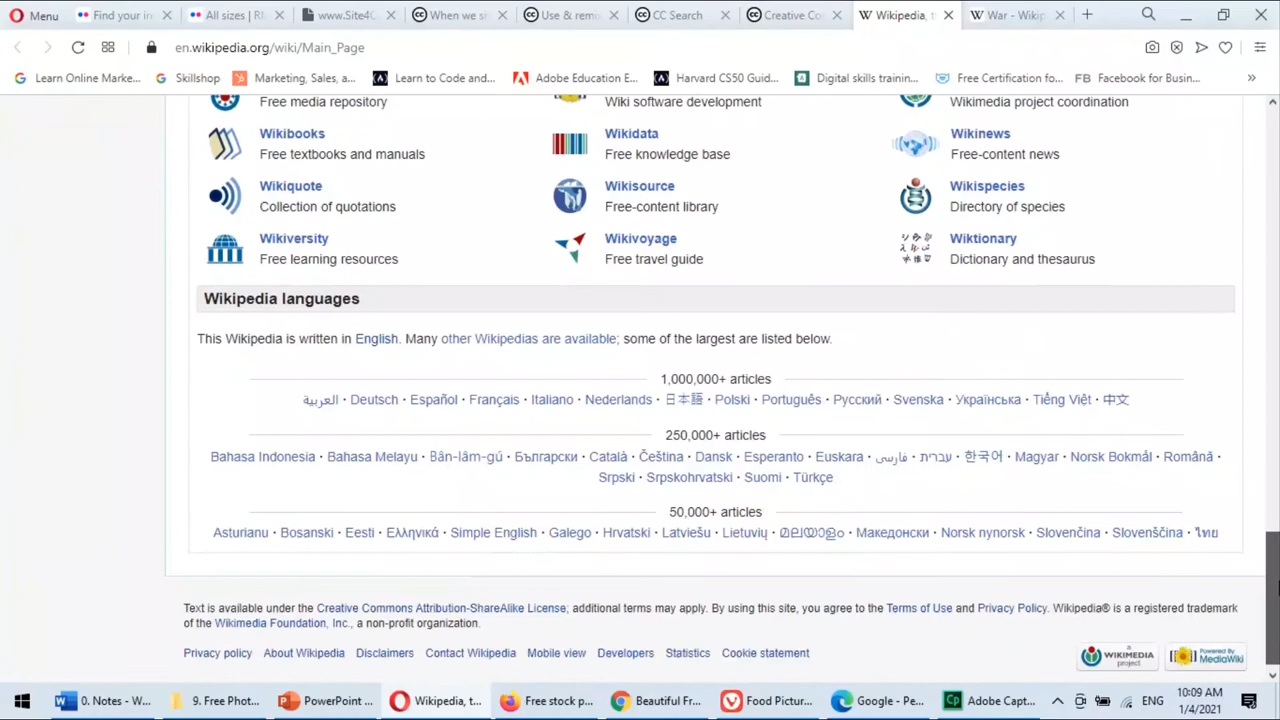 Menu
Find your in
All sizes | Fl
www.Site4C
When we s
Use & remi
CC Search
Creative Co
Wikipedia, t
War - Wikip
en.wikipedia.org/wiki/Main_Page
Learn Online Marke...
Skillshop
Marketing, Sales, a...
Learn to Code and...
Adobe Education E...
Harvard CS50 Guid...
Digital skills trainin...
Free Certification fo...
FB Facebook for Busin...
Free media repository
Wiki software development
Wikimedia project coordination
Wikibooks
Free textbooks and manuals
Wikidata
Free knowledge base
Wikinews
Free-content news
Wikiquote
Collection of quotations
Wikisource
Free-content library
Wikispecies
Directory of species
Wikiversity
Free learning resources
Wikivoyage
Free travel guide
Wiktionary
Dictionary and thesaurus
Wikipedia languages
This Wikipedia is written in English. Many other Wikipedias are available; some of the largest are listed below.
1,000,000+ articles
العربية · Deutsch · Español · Français · Italiano · Nederlands · 日本語 · Polski · Português · Русский · Svenska · Українська · Tiếng Việt · 中文
250,000+ articles
Bahasa Indonesia · Bahasa Melayu · Bân-lâm-gú · Български · Català · Čeština · Dansk · Esperanto · Euskara · فارسی · עברית · 한국어 · Magyar · Norsk Bokmål · Română ·
Srpski · Srpskohrvatski · Suomi · Türkçe
50,000+ articles
Asturianu · Bosanski · Eesti · Ελληνικά · Simple English · Galego · Hrvatski · Latviešu · Lietuvių · മലയാളം · Македонски · Norsk nynorsk · Slovenčina · Slovenščina · ไทย
Text is available under the Creative Commons Attribution-ShareAlike License; additional terms may apply. By using this site, you agree to the Terms of Use and Privacy Policy. Wikipedia® is a registered trademark
of the Wikimedia Foundation, Inc., a non-profit organization.
Privacy policy
About Wikipedia
Disclaimers
Contact Wikipedia
Mobile view
Developers
Statistics
Cookie statement
a WIKIMEDIA project
Powered By MediaWiki
0. Notes - W...
9. Free Phot...
PowerPoint ...
Wikipedia, t...
Free stock p...
Beautiful Fr...
Food Pictur...
Google - Pe...
Adobe Capt...
ENG
10:09 AM
1/4/2021